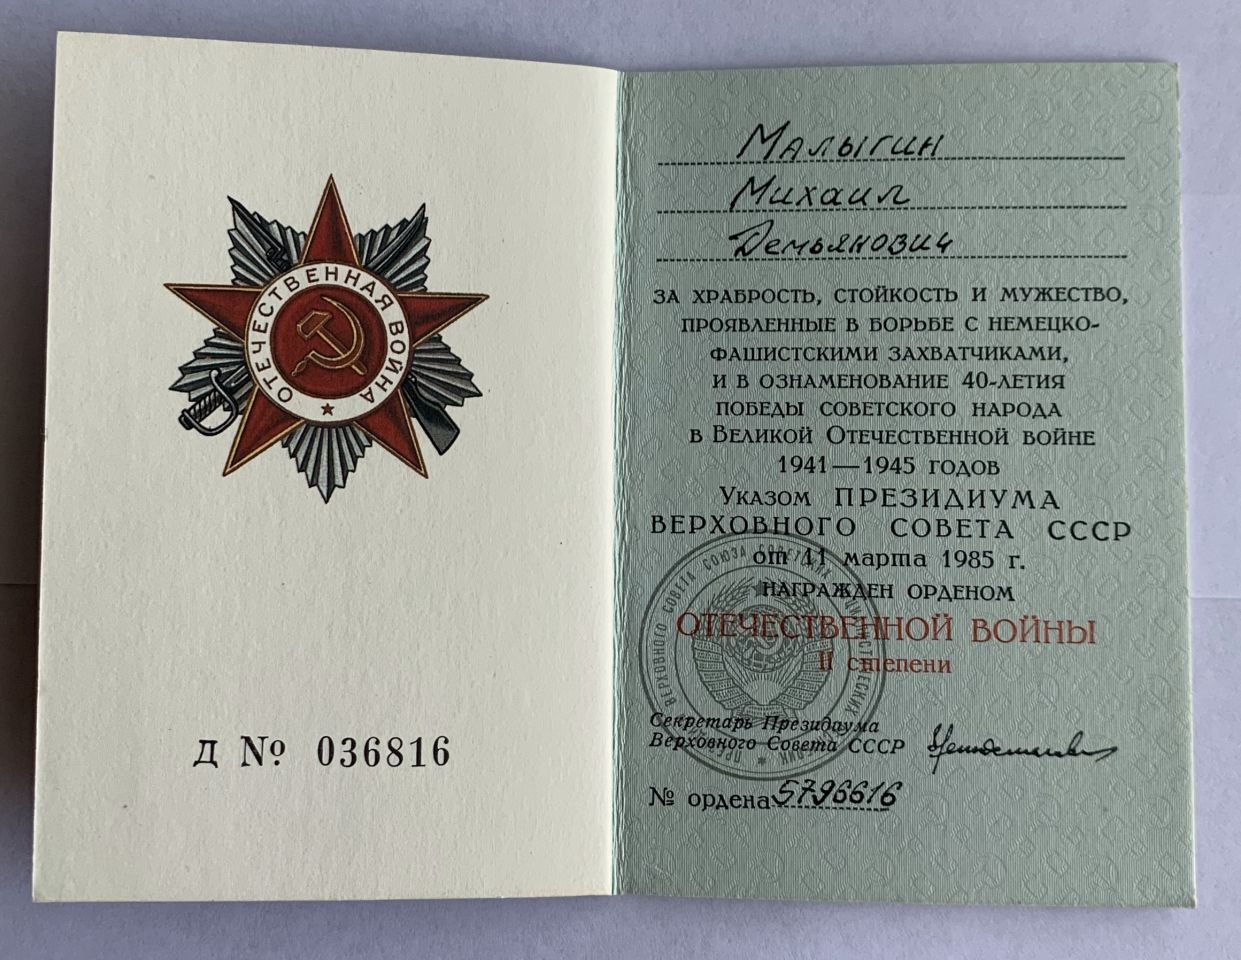 ОТЕЧЕСТВЕННАЯ ВОЙНА
Д № 036816
Малыгин
Михаил
Демьянович
ЗА ХРАБРОСТЬ, СТОЙКОСТЬ И МУЖЕСТВО,
ПРОЯВЛЕННЫЕ В БОРЬБЕ С НЕМЕЦКО-
ФАШИСТСКИМИ ЗАХВАТЧИКАМИ,
И В ОЗНАМЕНОВАНИЕ 40-ЛЕТИЯ
ПОБЕДЫ СОВЕТСКОГО НАРОДА
В ВЕЛИКОЙ ОТЕЧЕСТВЕННОЙ ВОЙНЕ
1941—1945 ГОДОВ
УКАЗОМ ПРЕЗИДИУМА
ВЕРХОВНОГО СОВЕТА СССР
от 11 марта 1985 г.
НАГРАЖДЕН ОРДЕНОМ
ОТЕЧЕСТВЕННОЙ ВОЙНЫ
II степени
Секретарь Президиума
Верховного Совета СССР
№ ордена 5796616